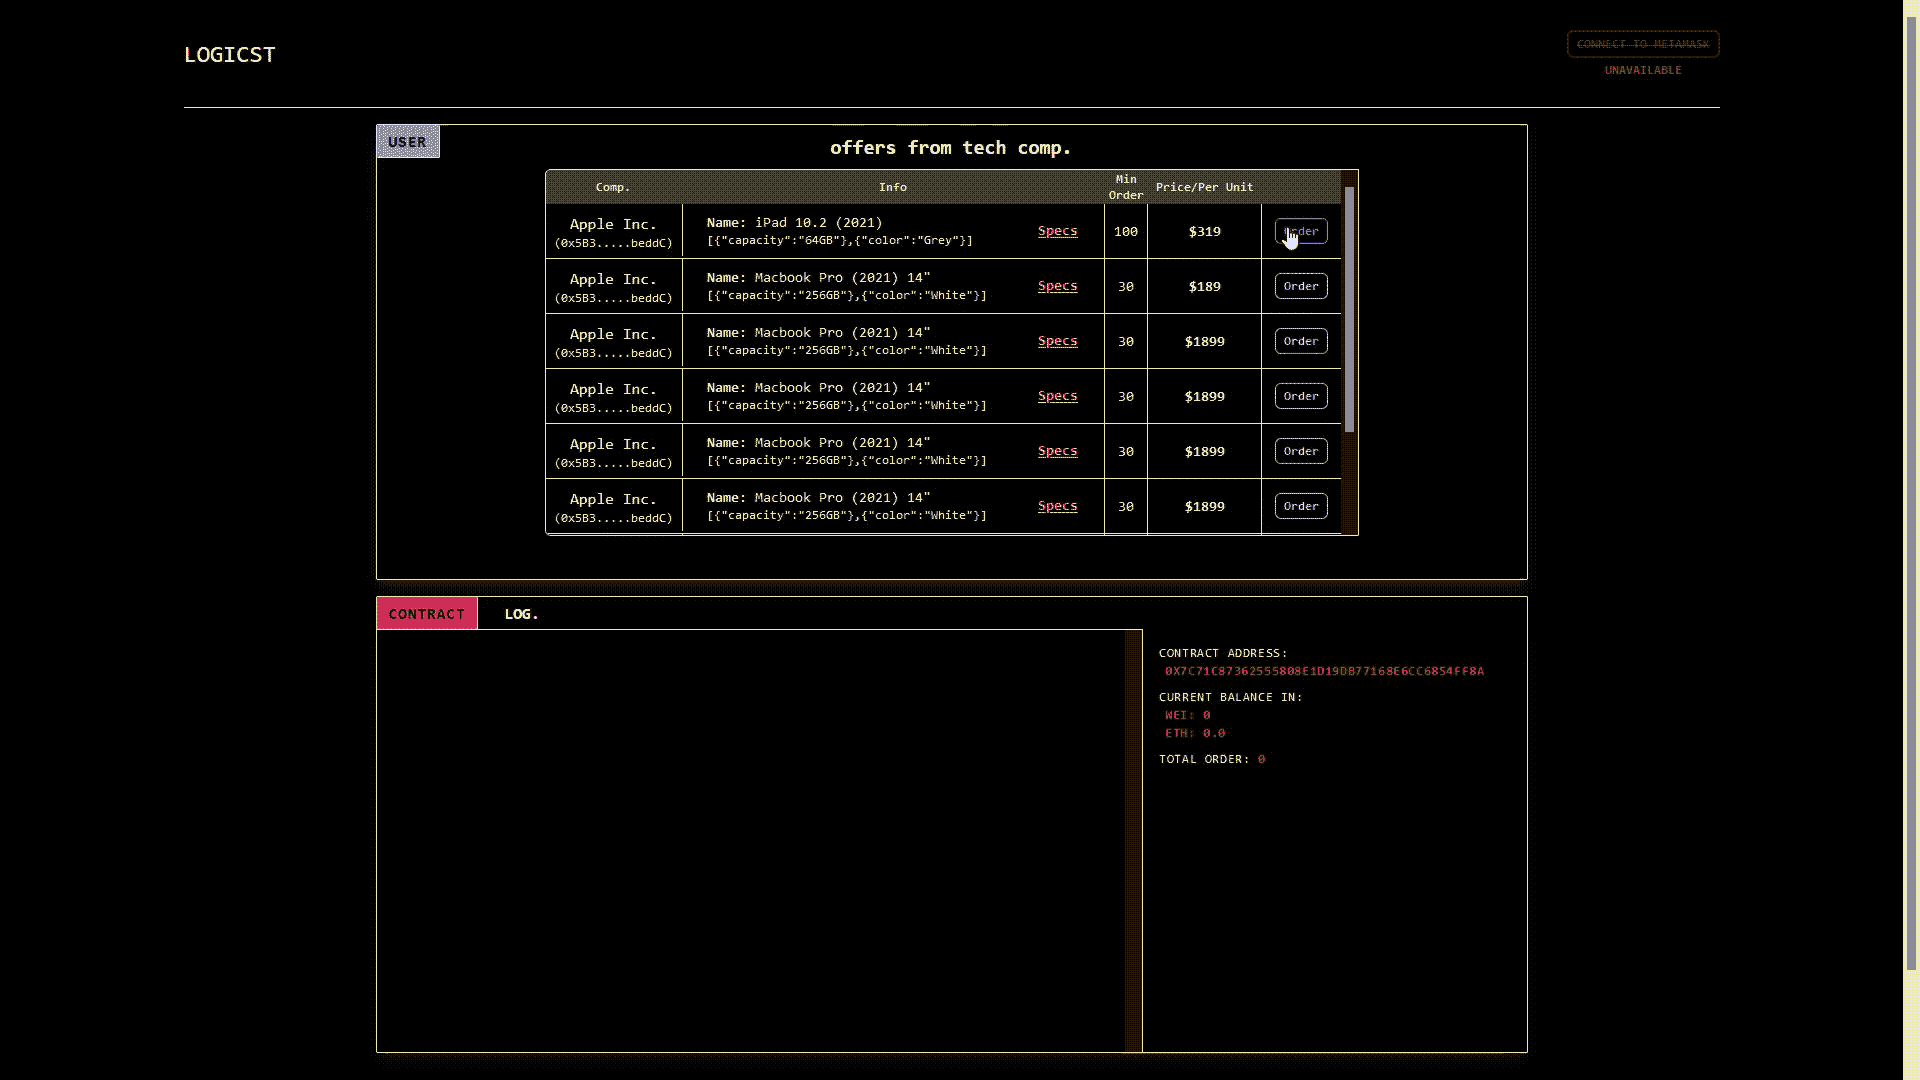 LOGICST
CONNECT TO METAMASK
UNAVAILABLE
USER
offers from tech comp.
Comp. Info Min Order Price/Per Unit
Apple Inc. Name: iPad 10.2 (2021) Specs 100 $319 Order
(0x5B3.....beddC) [{"capacity":"64GB"},{"color":"Grey"}]
Apple Inc. Name: Macbook Pro (2021) 14" Specs 30 $189 Order
(0x5B3.....beddC) [{"capacity":"256GB"},{"color":"White"}]
Apple Inc. Name: Macbook Pro (2021) 14" Specs 30 $1899 Order
(0x5B3.....beddC) [{"capacity":"256GB"},{"color":"White"}]
Apple Inc. Name: Macbook Pro (2021) 14" Specs 30 $1899 Order
(0x5B3.....beddC) [{"capacity":"256GB"},{"color":"White"}]
Apple Inc. Name: Macbook Pro (2021) 14" Specs 30 $1899 Order
(0x5B3.....beddC) [{"capacity":"256GB"},{"color":"White"}]
Apple Inc. Name: Macbook Pro (2021) 14" Specs 30 $1899 Order
(0x5B3.....beddC) [{"capacity":"256GB"},{"color":"White"}]
CONTRACT LOG.
CONTRACT ADDRESS:
0X7C71C87362555808E1D19DB77168E6CC6854FF8A
CURRENT BALANCE IN:
WEI: 0
ETH: 0.0
TOTAL ORDER: 0